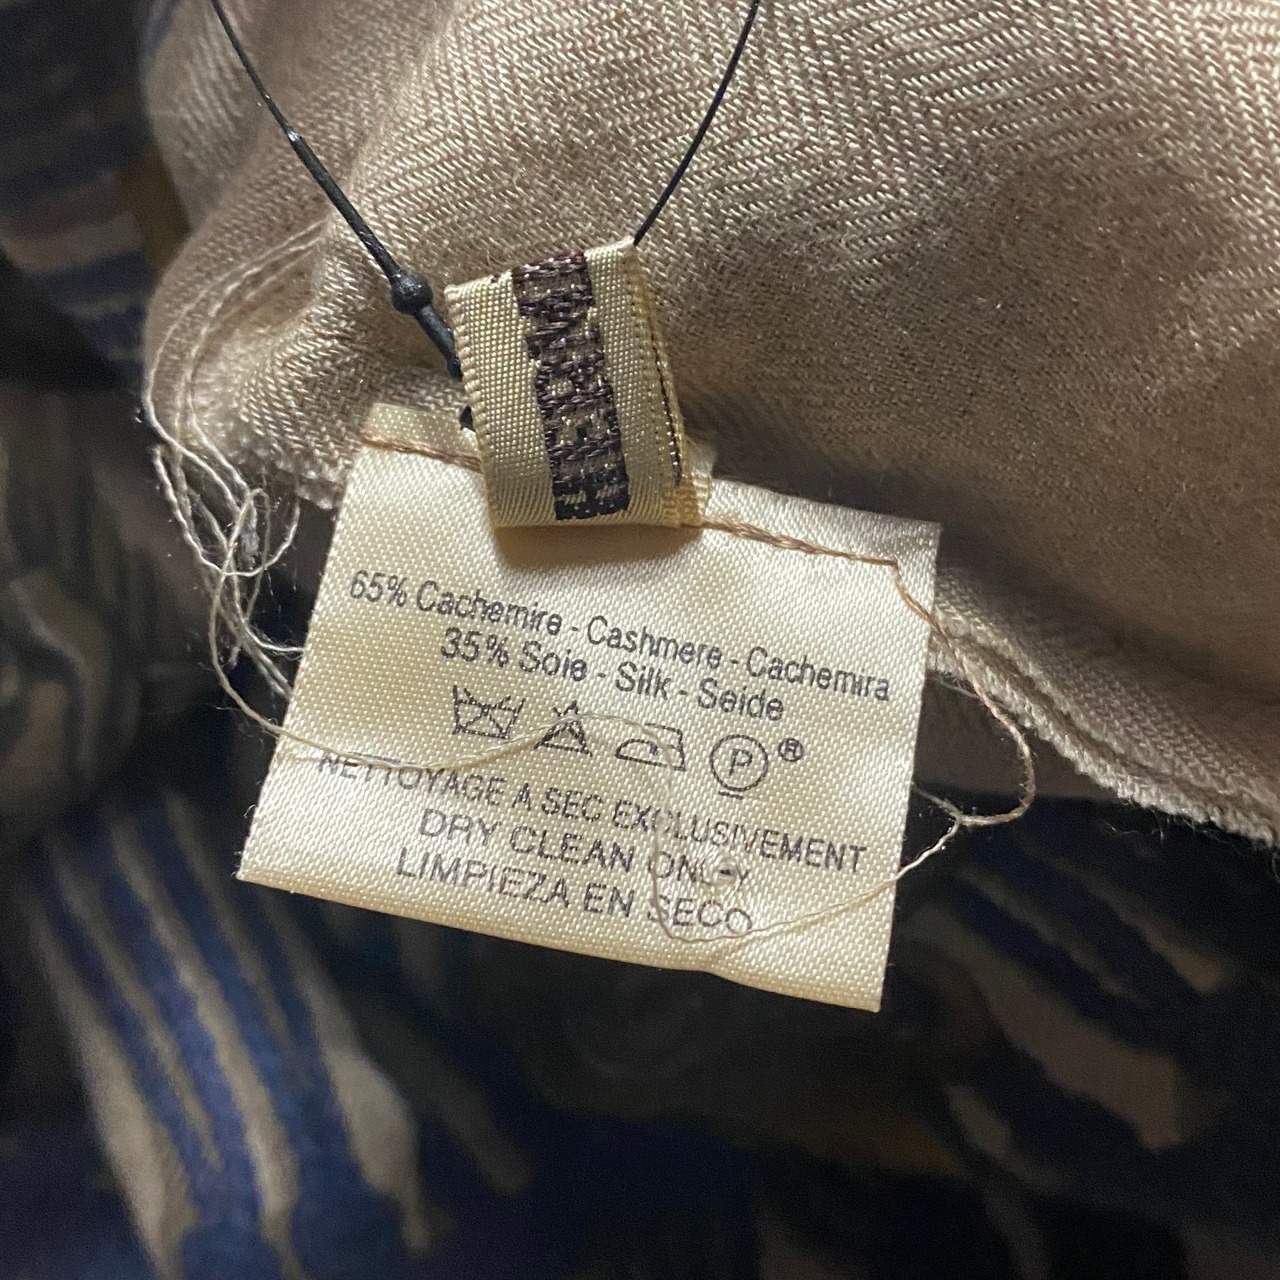 65% Cachemire - Cashmere - Cachemira
35% Soie - Silk - Seide
P ®
NETTOYAGE A SEC EXCLUSIVEMENT
DRY CLEAN ONLY
LIMPIEZA EN SECO